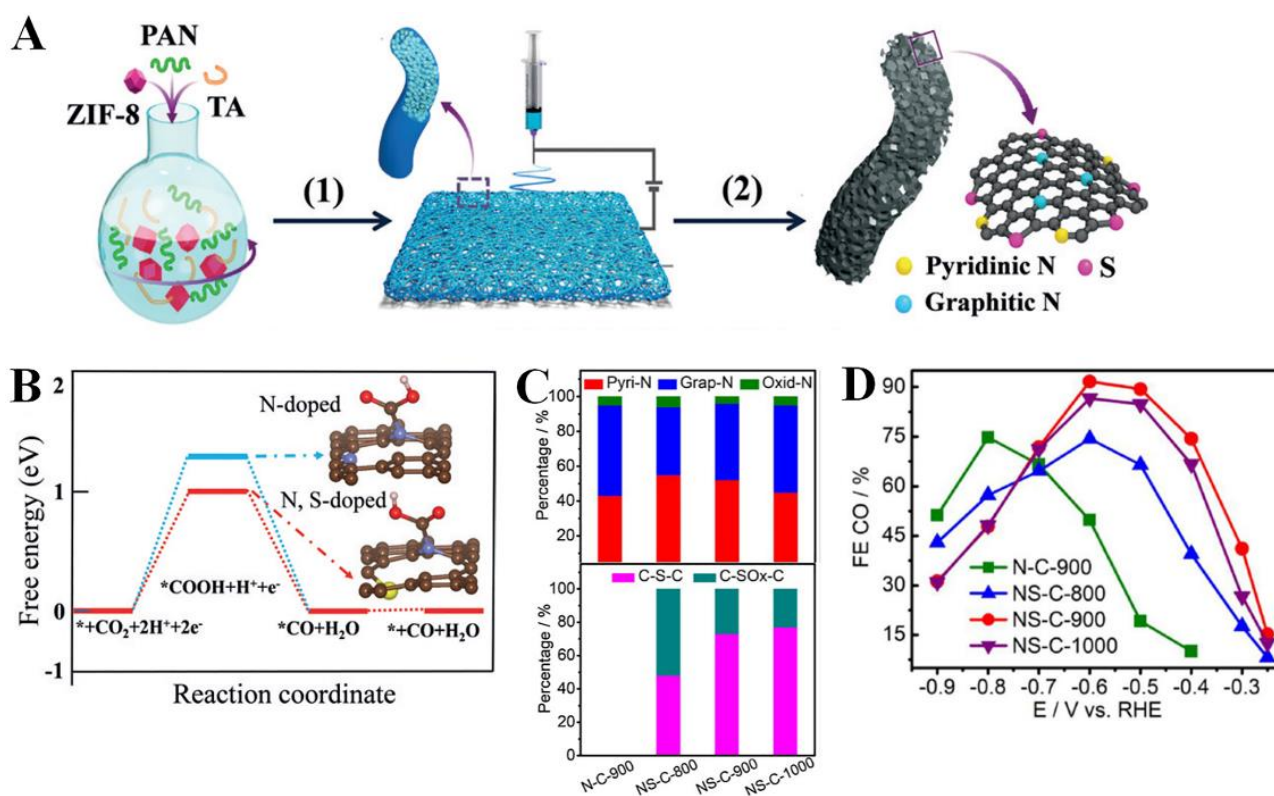 A
PAN
ZIF-8
TA
(1)
(2)
Pyridinic N
S
Graphitic N
B
Free energy (eV)
2
1
0
-1
N-doped
N, S-doped
*COOH+H⁺+e⁻
*+CO₂+2H⁺+2e⁻
*CO+H₂O
*+CO+H₂O
Reaction coordinate
C
Pyri-N Grap-N Oxid-N
Percentage / %
100
80
60
40
20
C-S-C C-SOx-C
Percentage / %
100
80
60
40
20
0
N-C-900
NS-C-800
NS-C-900
NS-C-1000
D
FE CO / %
90
75
60
45
30
15
N-C-900
NS-C-800
NS-C-900
NS-C-1000
-0.9 -0.8 -0.7 -0.6 -0.5 -0.4 -0.3
E / V vs. RHE